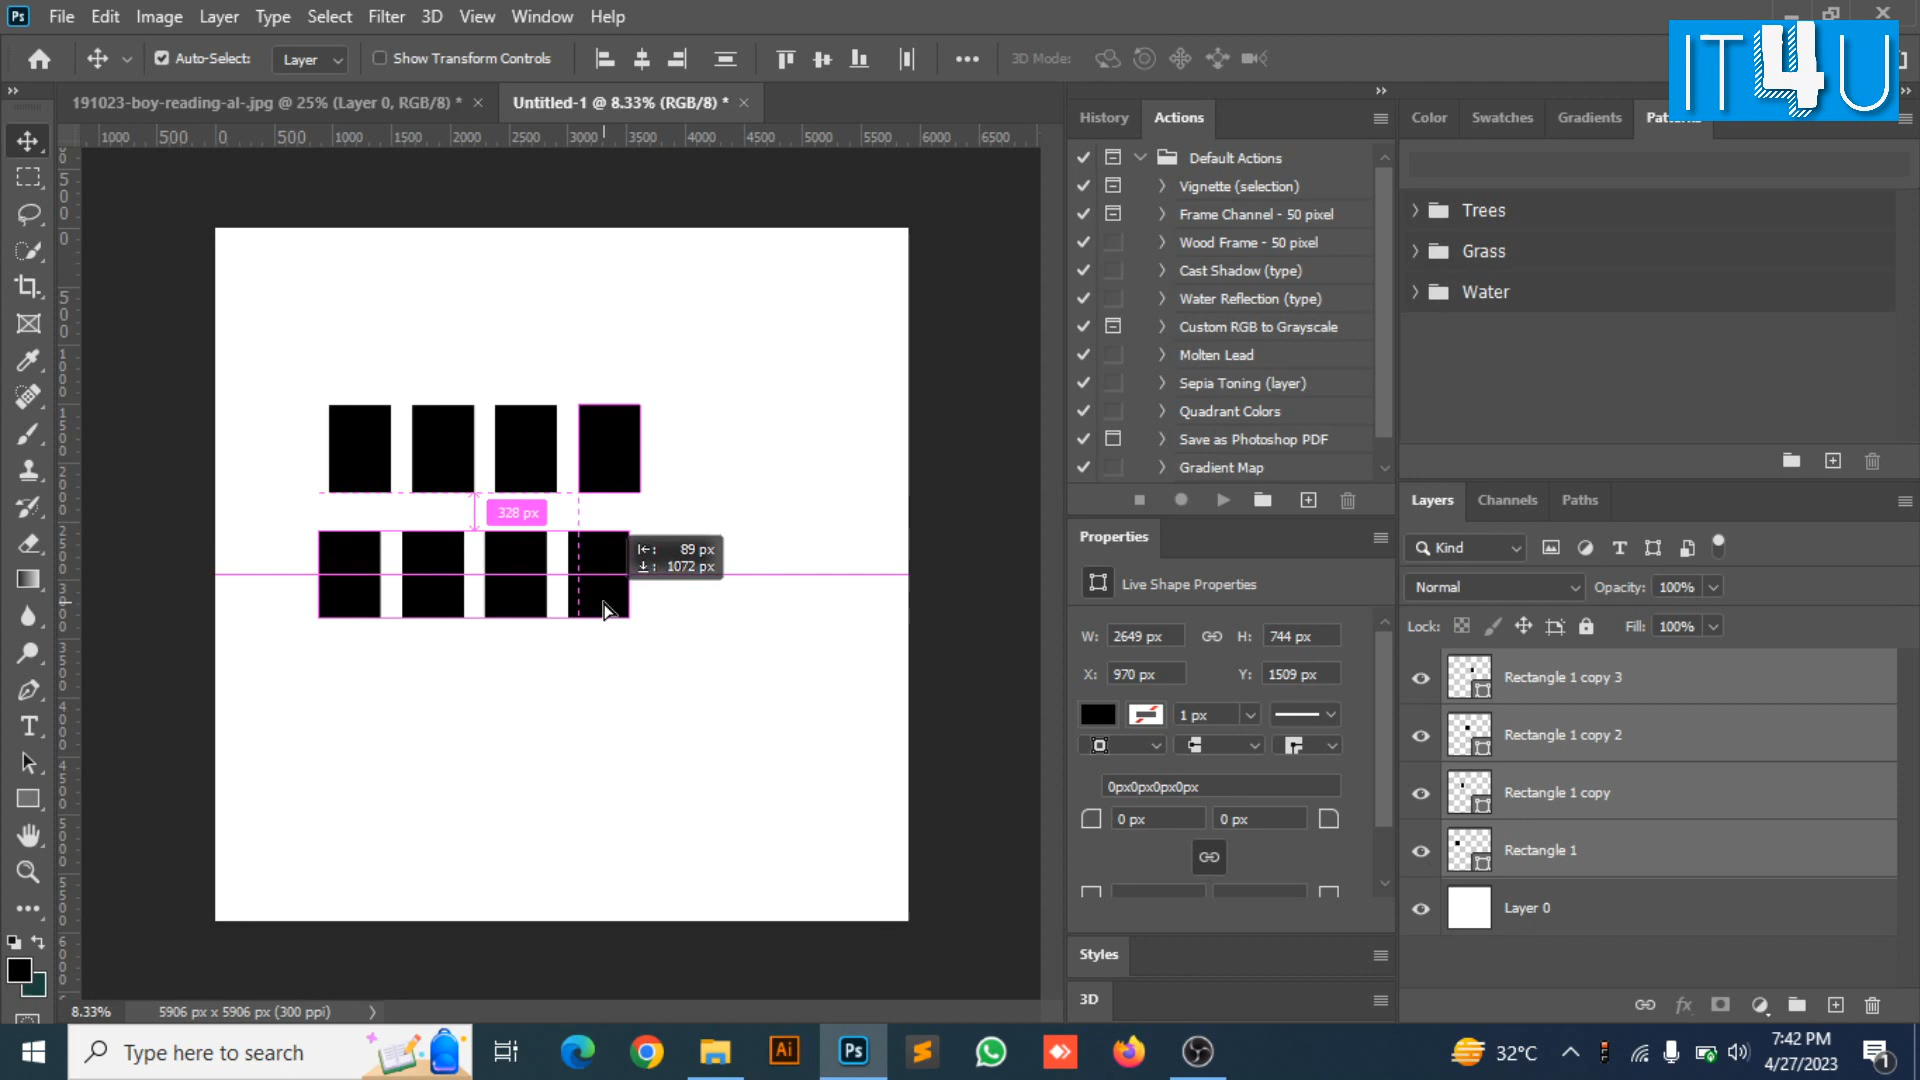 Ps File Edit Image Layer Type Select Filter 3D View Window Help
Auto-Select: Layer Show Transform Controls 3D Mode:
IT4U
191023-boy-reading-al-.jpg @ 25% (Layer 0, RGB/8) * × Untitled-1 @ 8.33% (RGB/8) * ×
1000 500 0 500 1000 1500 2000 2500 3000 3500 4000 4500 5000 5500 6000 6500
History Actions
Default Actions
Vignette (selection)
Frame Channel - 50 pixel
Wood Frame - 50 pixel
Cast Shadow (type)
Water Reflection (type)
Custom RGB to Grayscale
Molten Lead
Sepia Toning (layer)
Quadrant Colors
Save as Photoshop PDF
Gradient Map
Color Swatches Gradients
Trees
Grass
Water
328 px
89 px
1072 px
Properties
Live Shape Properties
W: 2649 px H: 744 px
X: 970 px Y: 1509 px
1 px
0px0px0px0px
0 px 0 px
Styles
3D
Layers Channels Paths
Kind
Normal Opacity: 100%
Lock: Fill: 100%
Rectangle 1 copy 3
Rectangle 1 copy 2
Rectangle 1 copy
Rectangle 1
Layer 0
fx
8.33% 5906 px x 5906 px (300 ppi)
Type here to search
Ai Ps
32°C
7:42 PM
4/27/2023
1